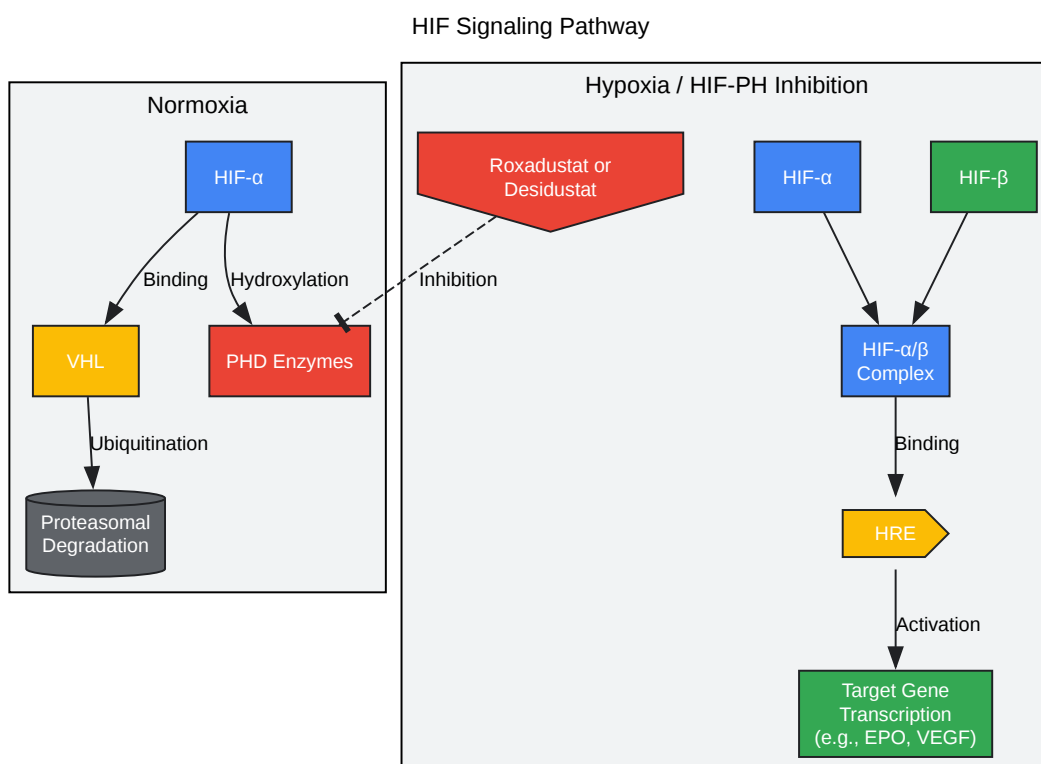 HIF Signaling Pathway
Normoxia
HIF-α
Binding
Hydroxylation
VHL
PHD Enzymes
Ubiquitination
Proteasomal
Degradation
Hypoxia / HIF-PH Inhibition
Roxadustat or
Desidustat
Inhibition
HIF-α
HIF-β
HIF-α/β
Complex
Binding
HRE
Activation
Target Gene
Transcription
(e.g., EPO, VEGF)